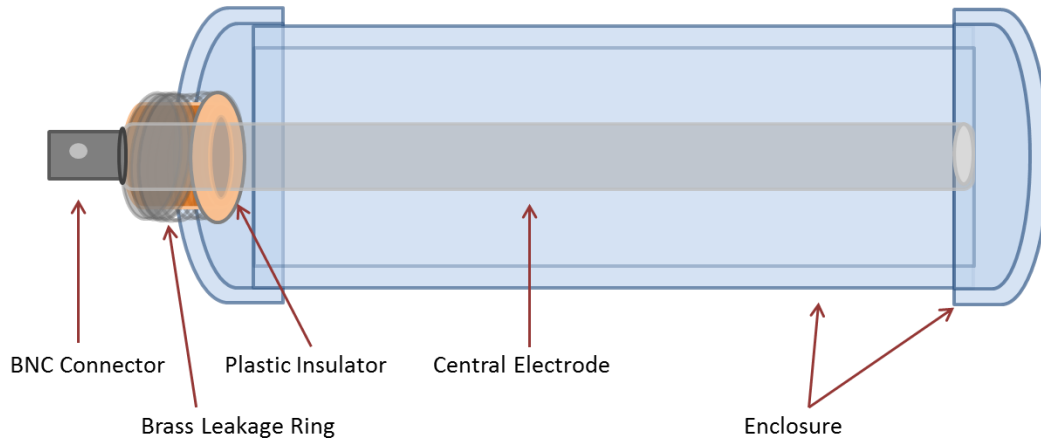 BNC Connector
Plastic Insulator
Central Electrode
Brass Leakage Ring
Enclosure